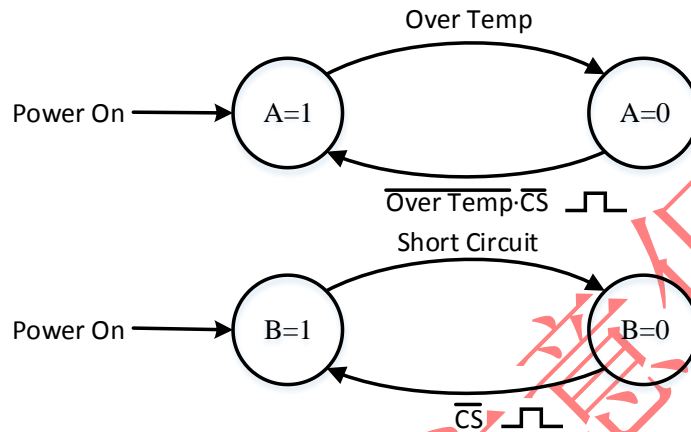 Over Temp
Power On
A=1
A=0
Over Temp·CS
Short Circuit
Power On
B=1
B=0
CS